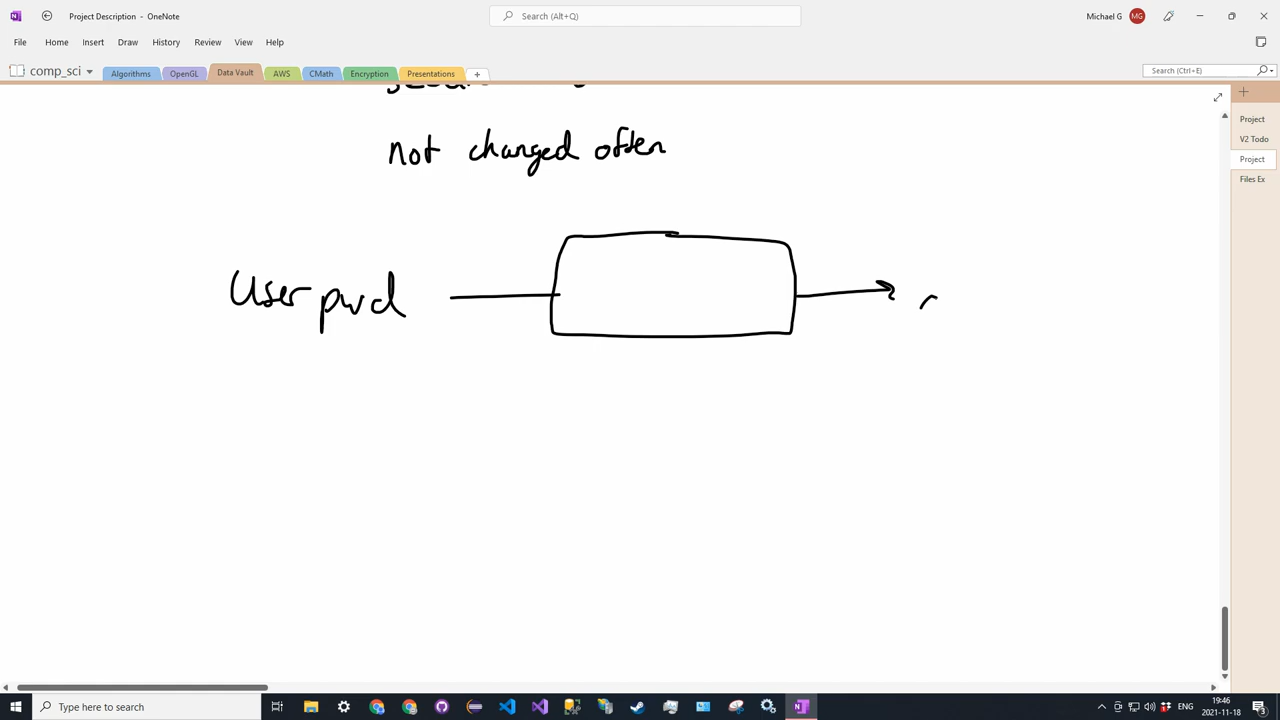 Project Description - OneNote
Search (Alt+Q)
Michael G
MG
File Home Insert Draw History Review View Help
comp_sci
Algorithms OpenGL Data Vault AWS CMath Encryption Presentations +
Search (Ctrl+E)
Project
V2 Todo
Project
Files Ex
not changed often
User pwd
Type here to search
ENG
19:46
2021-11-18